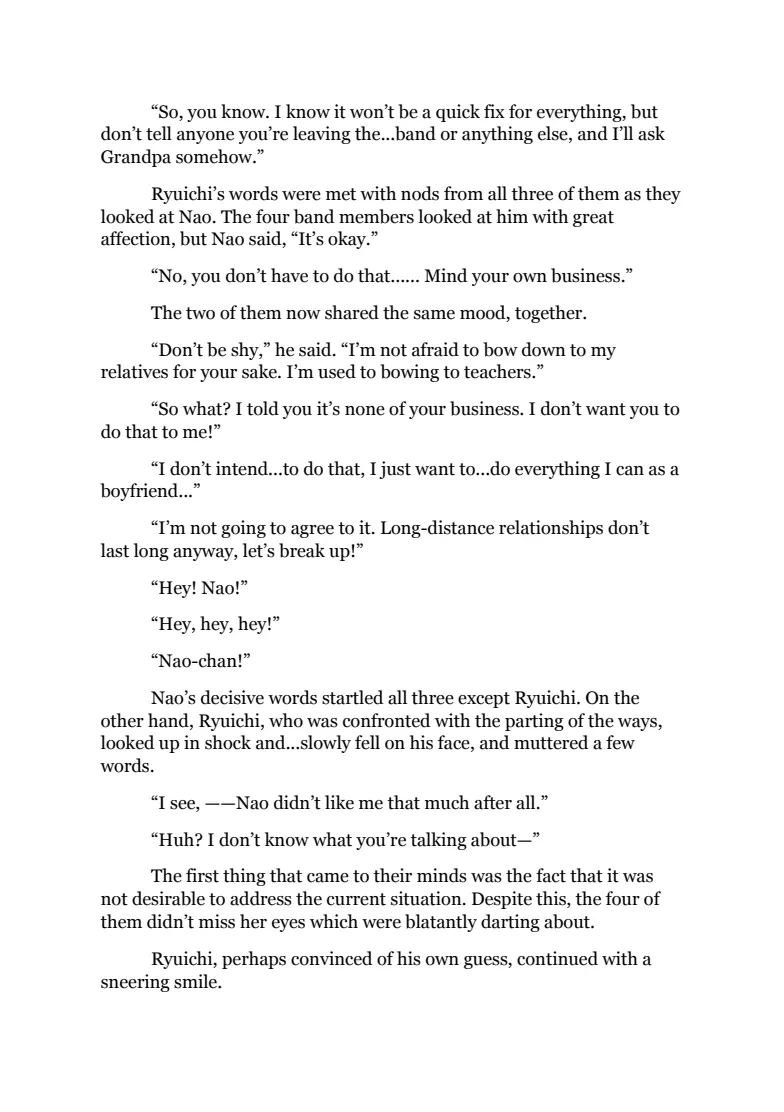 “So, you know. I know it won’t be a quick fix for everything, but
don’t tell anyone you’re leaving the...band or anything else, and I’ll ask
Grandpa somehow.”
Ryuichi’s words were met with nods from all three of them as they
looked at Nao. The four band members looked at him with great
affection, but Nao said, “It’s okay.”
“No, you don’t have to do that...... Mind your own business.”
The two of them now shared the same mood, together.
“Don’t be shy,” he said. “I’m not afraid to bow down to my
relatives for your sake. I’m used to bowing to teachers.”
“So what? I told you it’s none of your business. I don’t want you to
do that to me!”
“I don’t intend...to do that, I just want to...do everything I can as a
boyfriend...”
“I’m not going to agree to it. Long-distance relationships don’t
last long anyway, let’s break up!”
“Hey! Nao!”
“Hey, hey, hey!”
“Nao-chan!”
Nao’s decisive words startled all three except Ryuichi. On the
other hand, Ryuichi, who was confronted with the parting of the ways,
looked up in shock and...slowly fell on his face, and muttered a few
words.
“I see, ——Nao didn’t like me that much after all.”
“Huh? I don’t know what you’re talking about—”
The first thing that came to their minds was the fact that it was
not desirable to address the current situation. Despite this, the four of
them didn’t miss her eyes which were blatantly darting about.
Ryuichi, perhaps convinced of his own guess, continued with a
sneering smile.